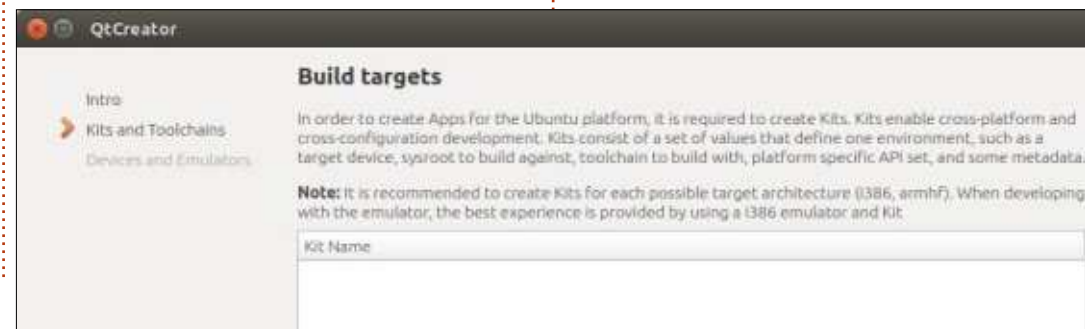 QtCreator
Intro
Kits and Toolchains
Devices and Emulators
Build targets
In order to create Apps for the Ubuntu platform, it is required to create Kits. Kits enable cross-platform and
cross-configuration development. Kits consist of a set of values that define one environment, such as a
target device, sysroot to build against, toolchain to build with, platform specific API set, and some metadata.
Note: It is recommended to create Kits for each possible target architecture (i386, armhf). When developing
with the emulator, the best experience is provided by using a i386 emulator and Kit
Kit Name